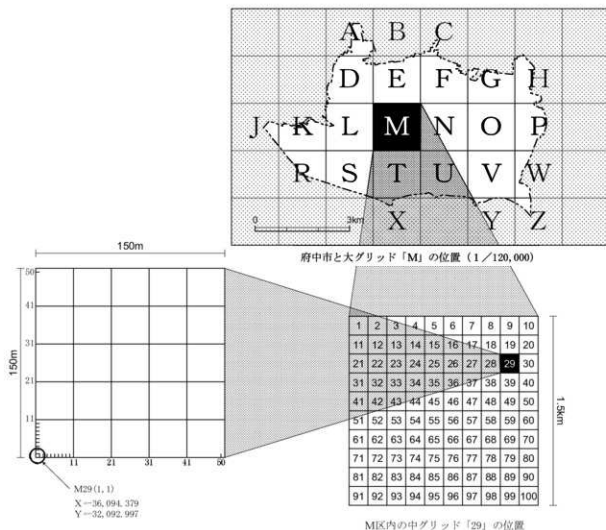 A B C
D E F G H
J K L M N O P
R S T U V W
X Y Z
0 3km
府中市と大グリッド「M」の位置(1/120,000)
150m
150m
50
41
31
21
11
11 21 31 41 50
M29(1,1)
X=36,094.379
Y=32,092.997
1 2 3 4 5 6 7 8 9 10
11 12 13 14 15 16 17 18 19 20
21 22 23 24 25 26 27 28 29 30
31 32 33 34 35 36 37 38 39 40
41 42 43 44 45 46 47 48 49 50
51 52 53 54 55 56 57 58 59 60
61 62 63 64 65 66 67 68 69 70
71 72 73 74 75 76 77 78 79 80
81 82 83 84 85 86 87 88 89 90
91 92 93 94 95 96 97 98 99 100
1.5km
M区内の中グリッド「29」の位置